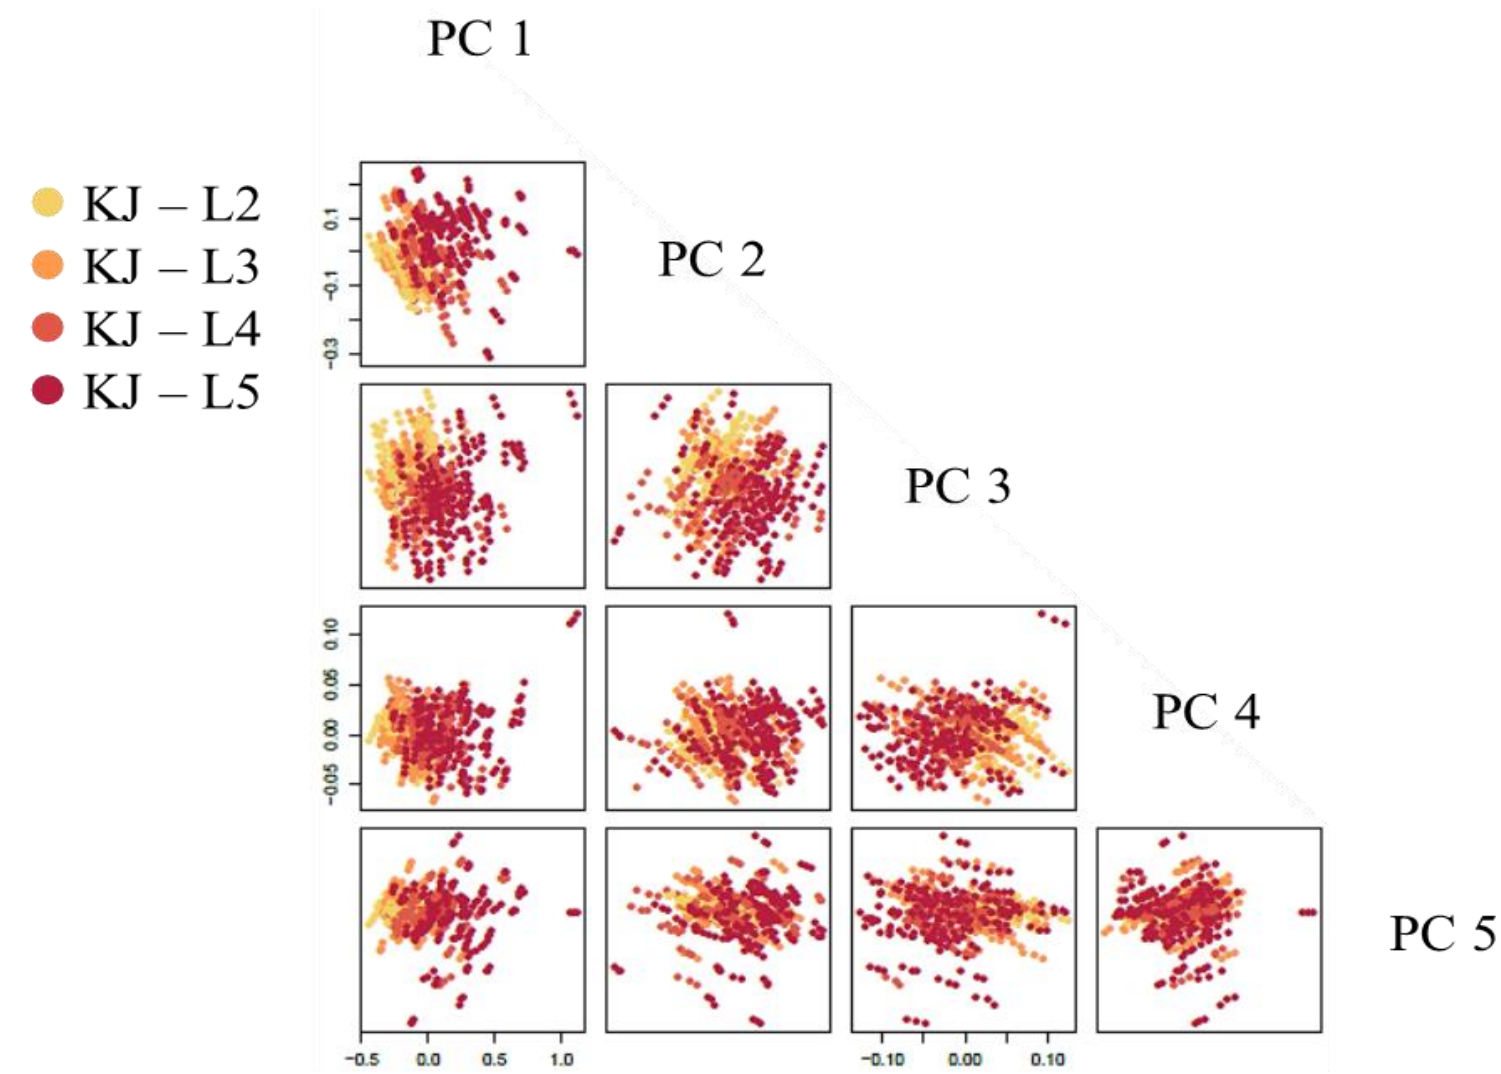 PC 1
KJ – L2
KJ – L3
KJ – L4
KJ – L5
0.1
-0.1
-0.3
PC 2
PC 3
0.10
0.05
0.00
-0.05
PC 4
PC 5
-0.5 0.0 0.5 1.0
-0.10 0.00 0.10